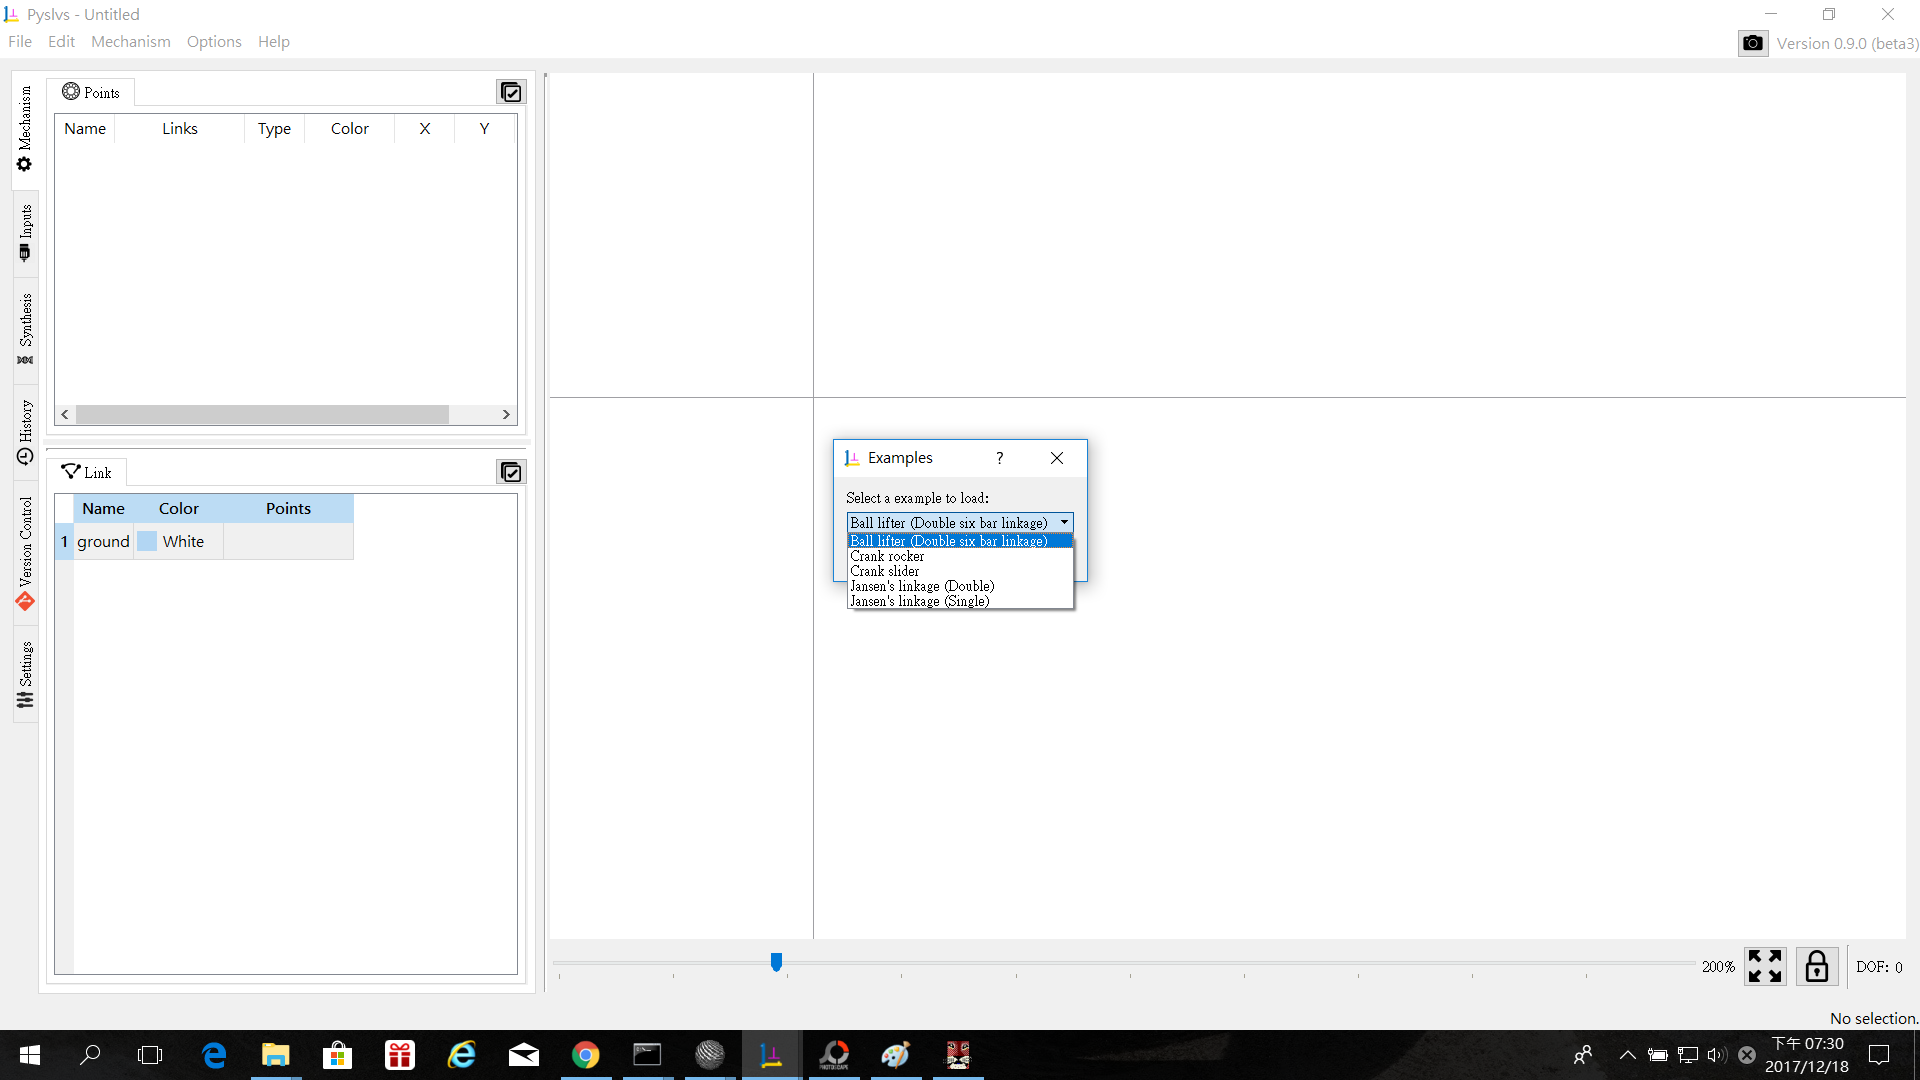 Pyslvs - Untitled
File Edit Mechanism Options Help
Version 0.9.0 (beta3)
Mechanism
Inputs
Synthesis
History
Version Control
Settings
Points
Name Links Type Color X Y
Link
Name Color Points
1 ground White
Examples ?
Select a example to load:
Ball lifter (Double six bar linkage)
Ball lifter (Double six bar linkage)
Crank rocker
Crank slider
Jansen's linkage (Double)
Jansen's linkage (Single)
200%
DOF: 0
No selection.
PHOTOSCAPE
下午 07:30
2017/12/18